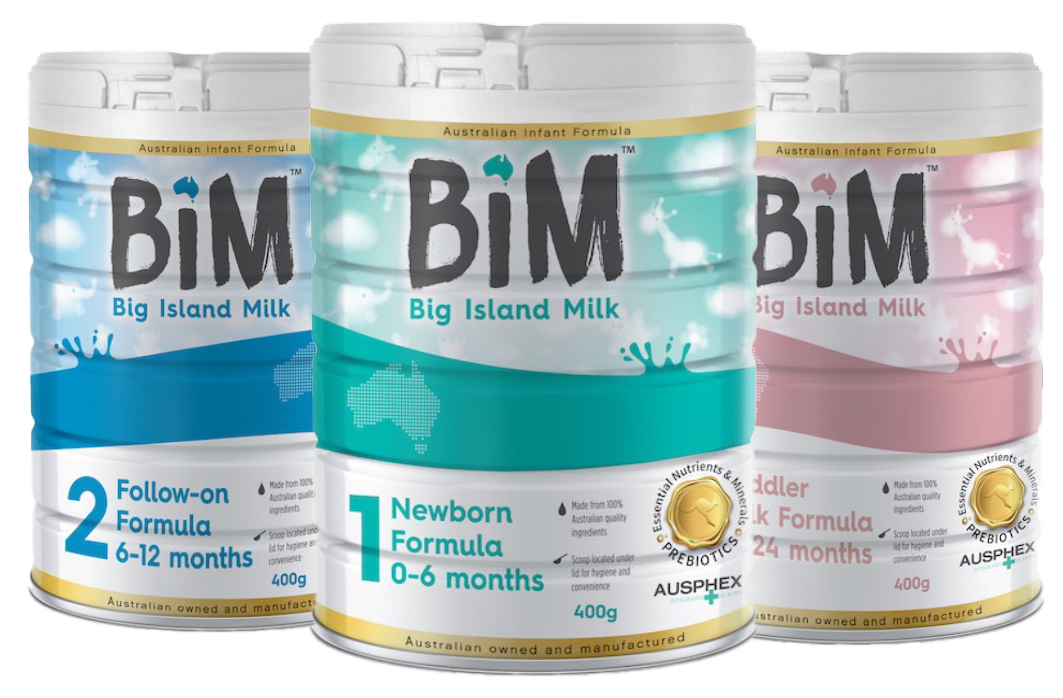 Australian Infant Formula
BiM™
Big Island Milk
2
Follow-on
Formula
6-12 months
Made from 100%
Australian quality
ingredients
Scoop located under
lid for hygiene and
convenience
400g
Australian owned and
Australian Infant Formula
BiM™
Big Island Milk
1
Newborn
Formula
0-6 months
Made from 100%
Australian quality
ingredients
Scoop located under
lid for hygiene and
convenience
400g
Essential Nutrients & Minerals
PREBIOTICS
AUSPHEX
Australian owned and manufactured
Australian Infant Formula
BiM™
Big Island Milk
Formula
24 months
Made from 100%
Australian quality
ingredients
Scoop located under
lid for hygiene and
convenience
400g
Essential Nutrients & Minerals
PREBIOTICS
AUSPHEX
owned and manufactured